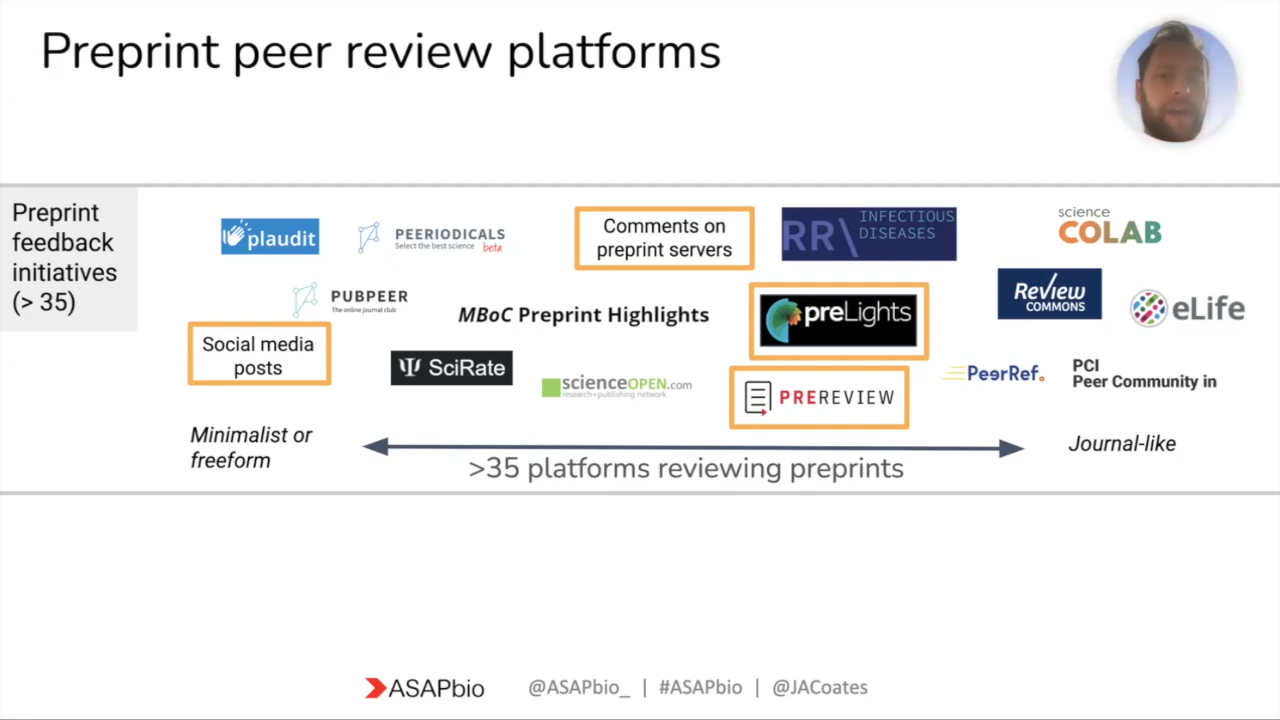 Preprint peer review platforms
Preprint
feedback
initiatives
(> 35)
plaudit
PEERIODICALS
Select the best science beta
Comments on
preprint servers
RR\ INFECTIOUS
DISEASES
science
COLAB
PUBPEER
The online journal club
MBoC Preprint Highlights
preLights
Review
COMMONS
eLife
Social media
posts
SciRate
scienceOPEN.com
research+publishing network
PREREVIEW
PeerRef.
PCI
Peer Community in
Minimalist or
freeform
>35 platforms reviewing preprints
Journal-like
ASAPbio @ASAPbio_ | #ASAPbio | @JACoates